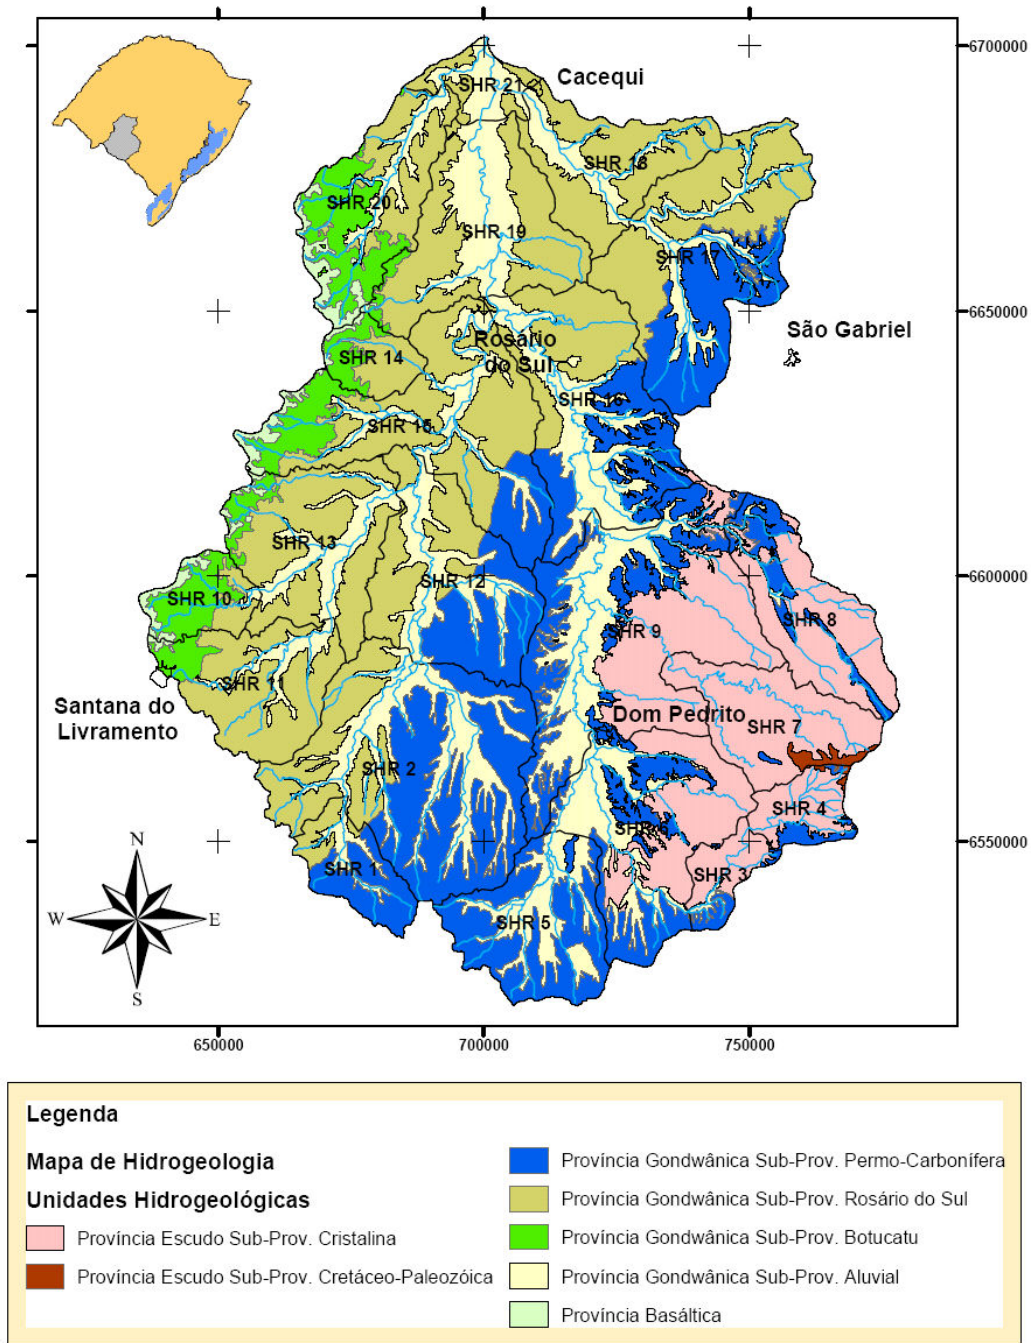 6700000
Cacequi
SHR 21
SHR 18
SHR 20
SHR 19
SHR 17
6650000
São Gabriel
Rosário
do Sul
SHR 14
SHR 16
SHR 15
SHR 13
6600000
SHR 12
SHR 10
SHR 8
SHR 9
SHR 11
Santana do
Livramento
Dom Pedrito
SHR 7
SHR 2
SHR 4
6550000
SHR 6
SHR 1
SHR 3
SHR 5
N
W
E
S
650000
700000
750000
Legenda
Mapa de Hidrogeologia
Unidades Hidrogeológicas
Província Escudo Sub-Prov. Cristalina
Província Escudo Sub-Prov. Cretáceo-Paleozóica
Província Gondwânica Sub-Prov. Permo-Carbonífera
Província Gondwânica Sub-Prov. Rosário do Sul
Província Gondwânica Sub-Prov. Botucatu
Província Gondwânica Sub-Prov. Aluvial
Província Basáltica